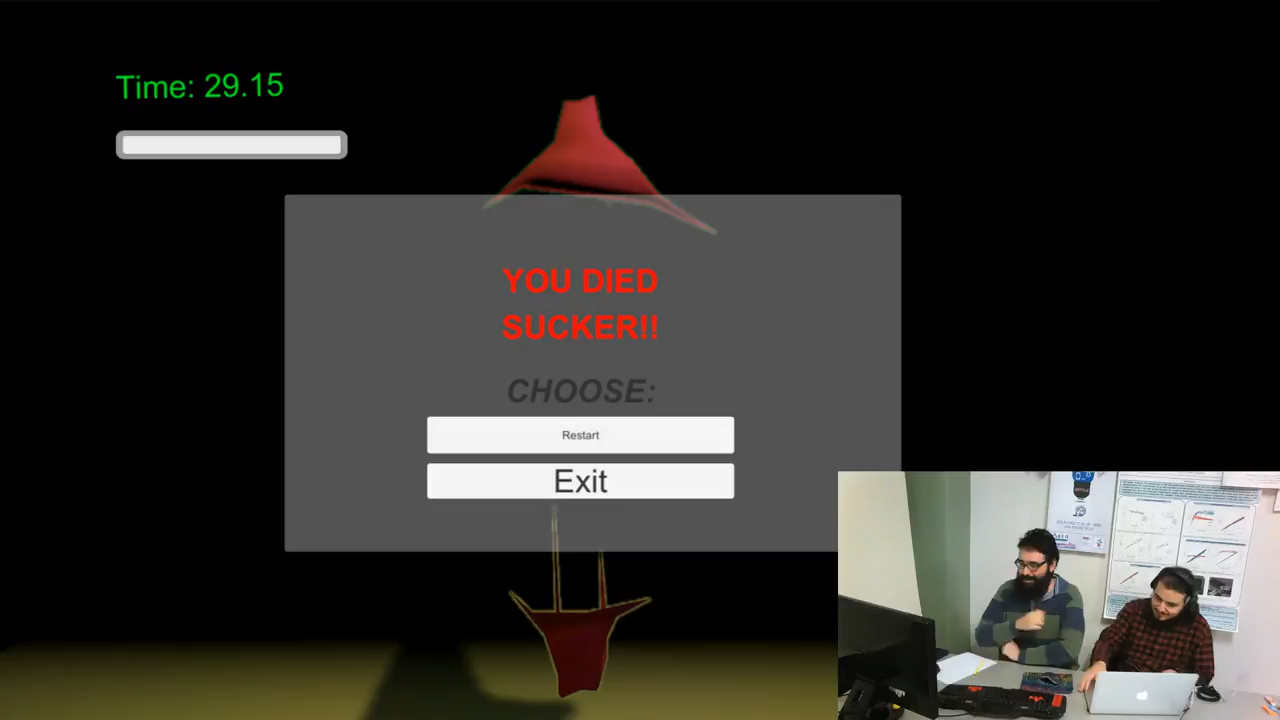 Time: 29.15
YOU DIED
SUCKER!!
CHOOSE:
Restart
Exit